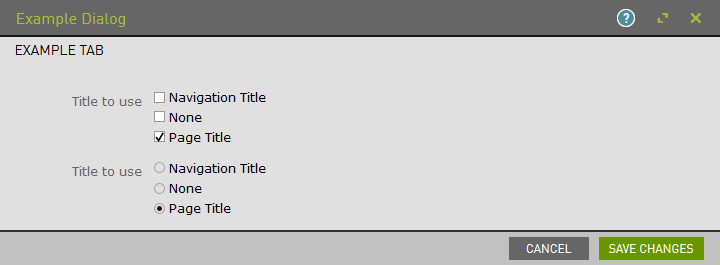 Example Dialog
?
EXAMPLE TAB
Title to use
Navigation Title
None
Page Title
Title to use
Navigation Title
None
Page Title
CANCEL
SAVE CHANGES